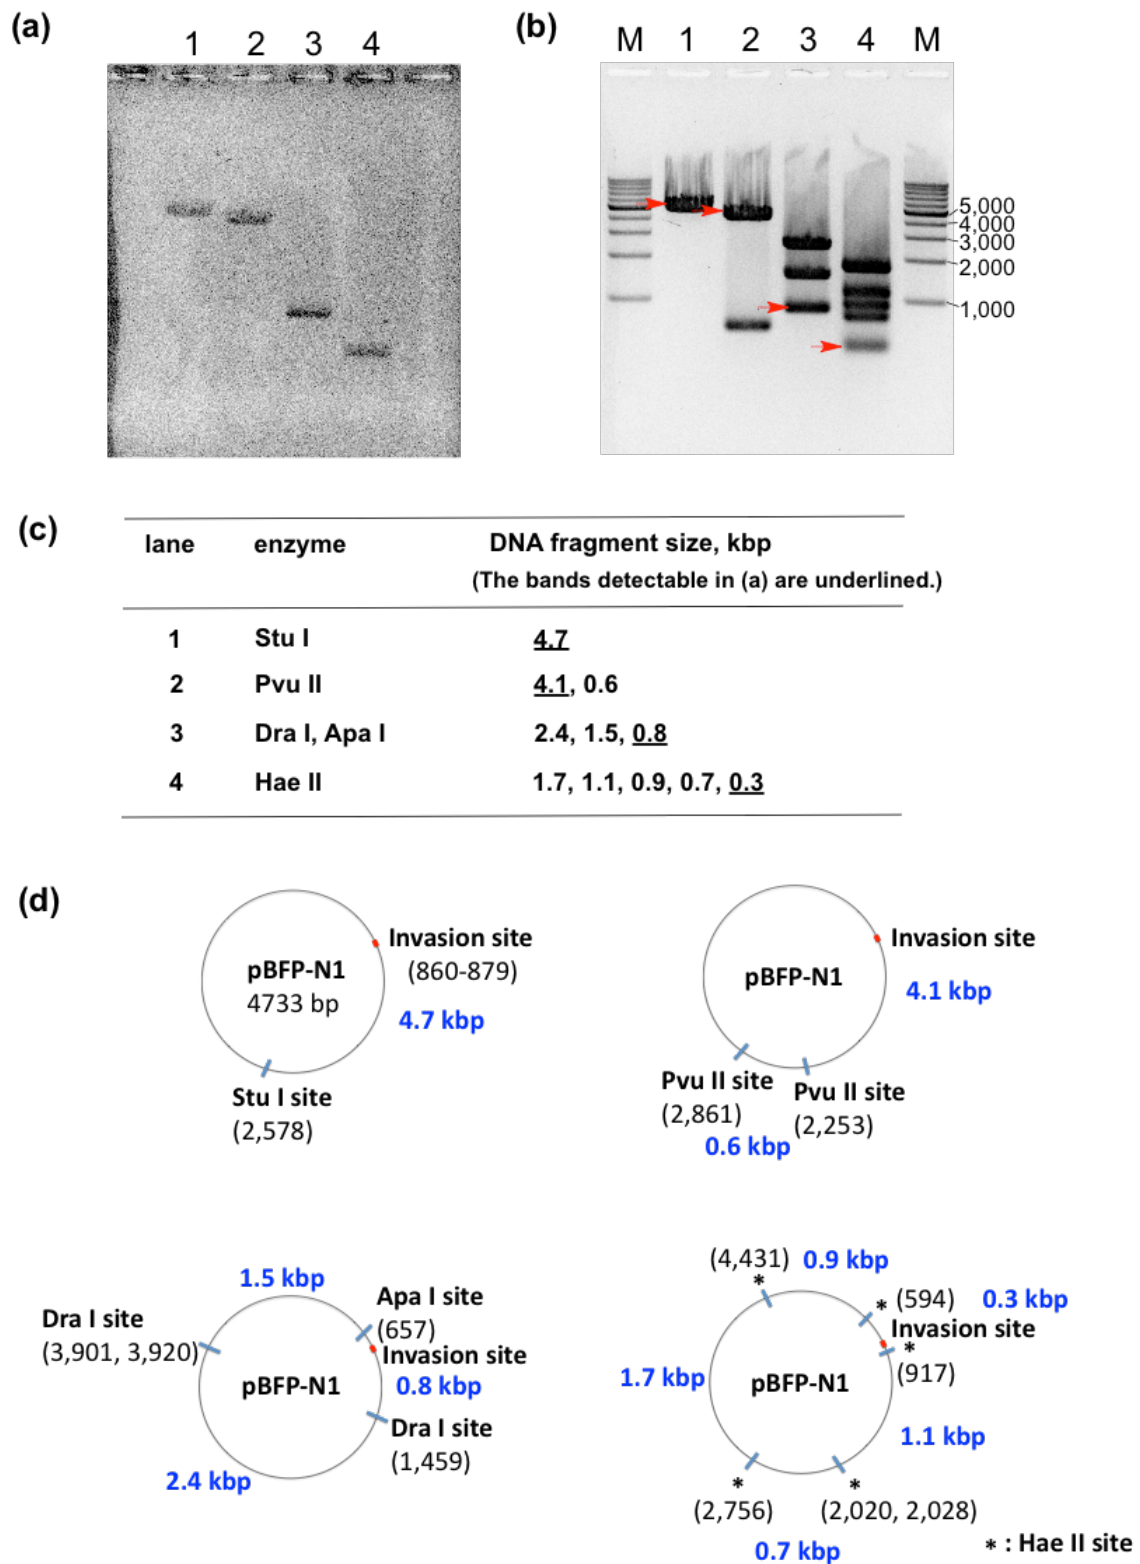 (a)
1 2 3 4
(b)
M 1 2 3 4 M
5,000
4,000
3,000
2,000
1,000
(c)
lane enzyme DNA fragment size, kbp
(The bands detectable in (a) are underlined.)
1 Stu I 4.7
2 Pvu II 4.1, 0.6
3 Dra I, Apa I 2.4, 1.5, 0.8
4 Hae II 1.7, 1.1, 0.9, 0.7, 0.3
(d)
Invasion site
(860-879)
pBFP-N1
4733 bp
4.7 kbp
Stu I site
(2,578)
Invasion site
pBFP-N1
4.1 kbp
Pvu II site
(2,861)
Pvu II site
(2,253)
0.6 kbp
1.5 kbp
Apa I site
(657)
Dra I site
(3,901, 3,920)
Invasion site
pBFP-N1
0.8 kbp
Dra I site
(1,459)
2.4 kbp
(4,431)
*
0.9 kbp
* (594)
0.3 kbp
Invasion site
*
(917)
1.7 kbp
pBFP-N1
1.1 kbp
*
(2,756)
*
(2,020, 2,028)
0.7 kbp
* : Hae II site